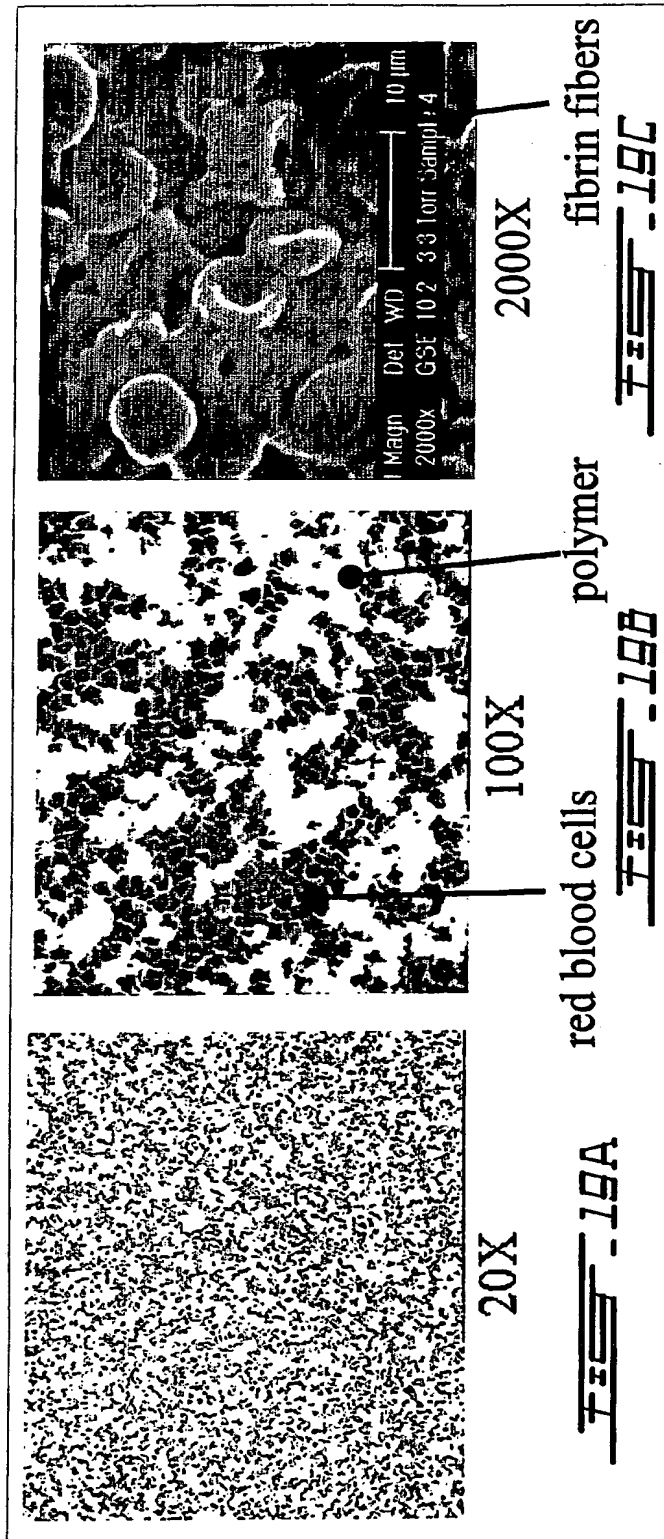 20X
100X
2000X
I Magn Det WD 10 µm
2000x GSE 10 2 3 3 Torr Sample 4
red blood cells
polymer
fibrin fibers
FIG-19A
FIG-19B
FIG-19C